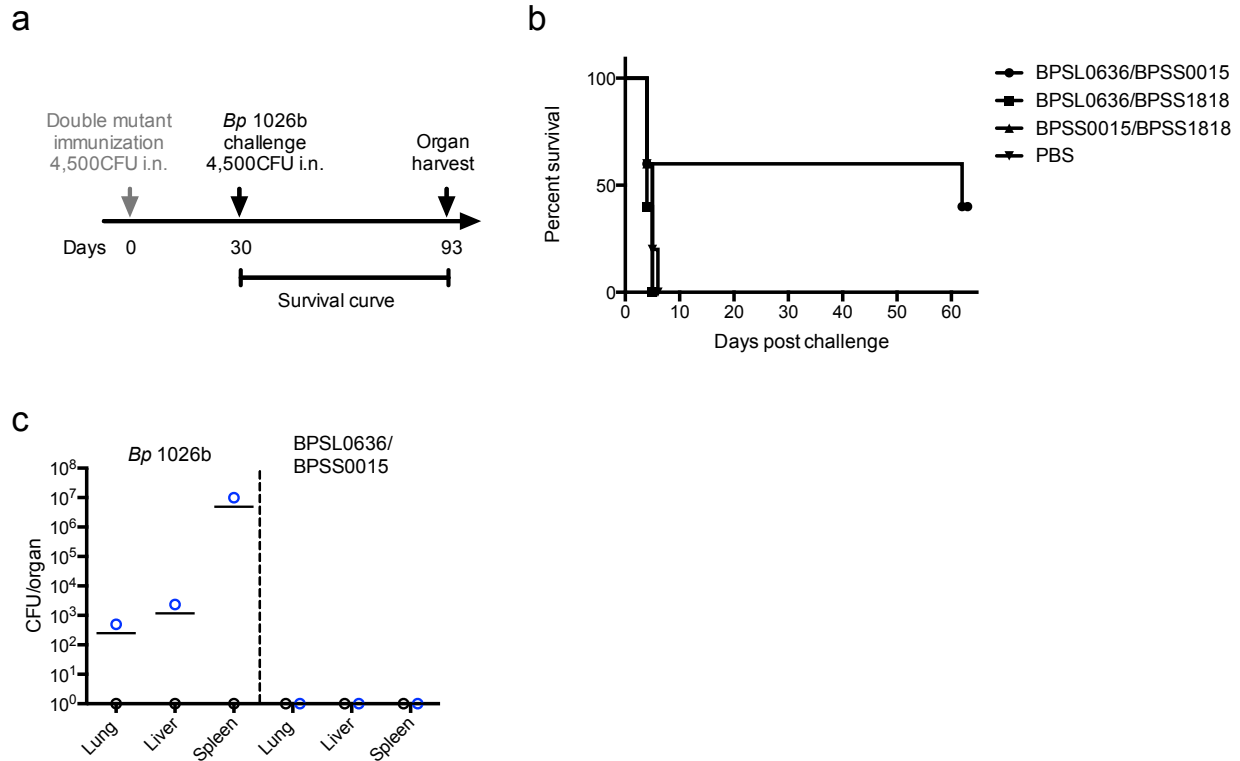 a
Double mutant
immunization
4,500CFU i.n.
Bp 1026b
challenge
4,500CFU i.n.
Organ
harvest
Days 0 30 93
Survival curve
b
Percent survival
100
50
0
0 10 20 30 40 50 60
Days post challenge
BPSL0636/BPSS0015
BPSL0636/BPSS1818
BPSS0015/BPSS1818
PBS
c
Bp 1026b
BPSL0636/
BPSS0015
CFU/organ
10⁸
10⁷
10⁶
10⁵
10⁴
10³
10²
10¹
10⁰
Lung Liver Spleen Lung Liver Spleen